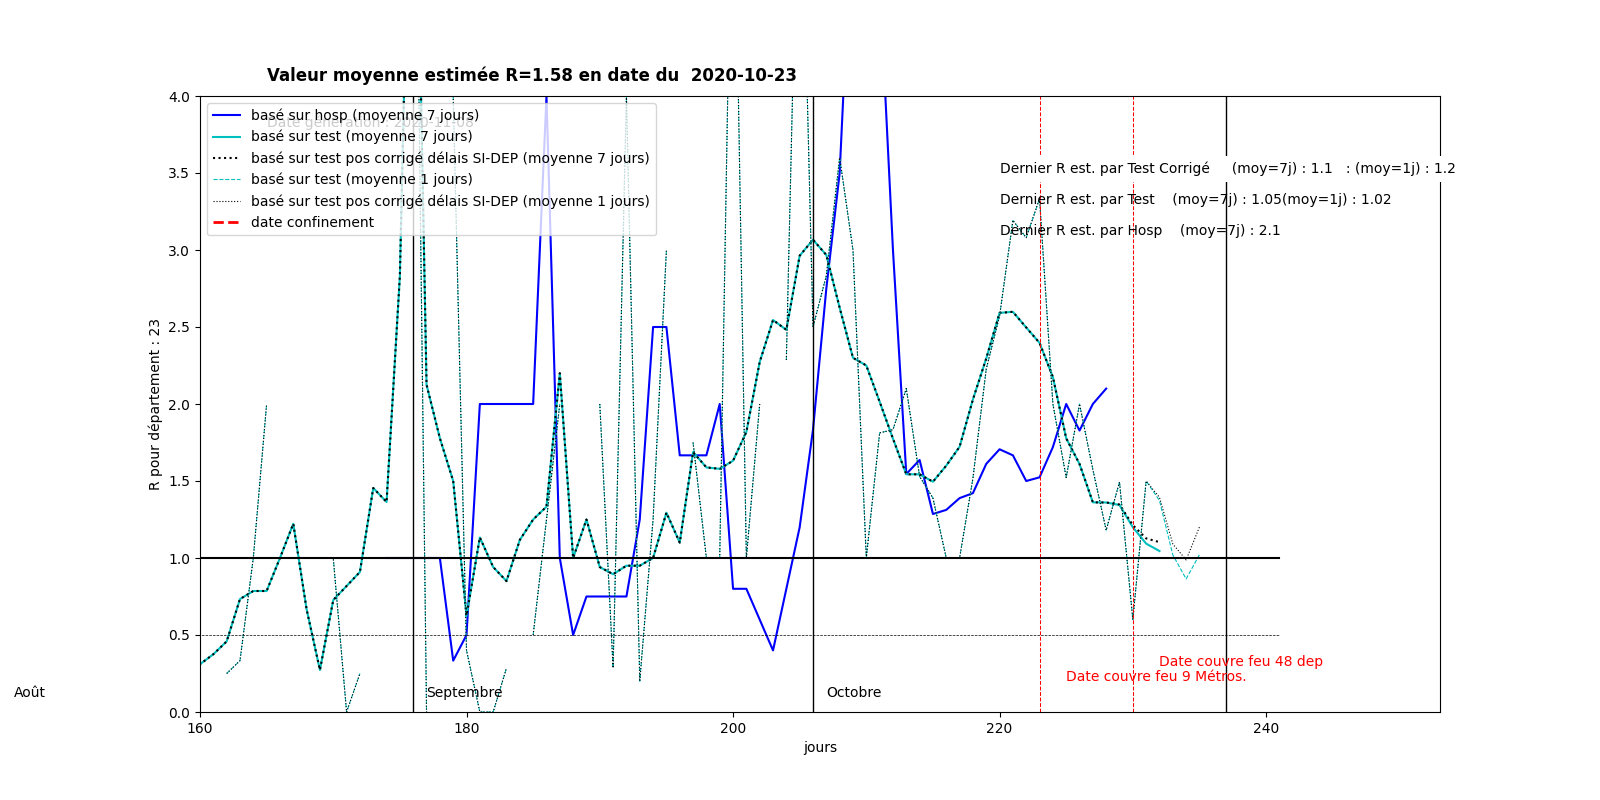 Valeur moyenne estimée R=1.58 en date du  2020-10-23
Date génération : 2020-11-08
basé sur hosp (moyenne 7 jours)
basé sur test (moyenne 7 jours)
basé sur test pos corrigé délais SI-DEP (moyenne 7 jours)
basé sur test (moyenne 1 jours)
basé sur test pos corrigé délais SI-DEP (moyenne 1 jours)
date confinement
Dernier R est. par Test Corrigé (moy=7j) : 1.1 : (moy=1j) : 1.2
Dernier R est. par Test (moy=7j) : 1.05(moy=1j) : 1.02
Dernier R est. par Hosp (moy=7j) : 2.1
R pour département : 23
4.0
3.5
3.0
2.5
2.0
1.5
1.0
0.5
0.0
Date couvre feu 48 dep
Date couvre feu 9 Métros.
Août
Septembre
Octobre
160 180 200 220 240
jours